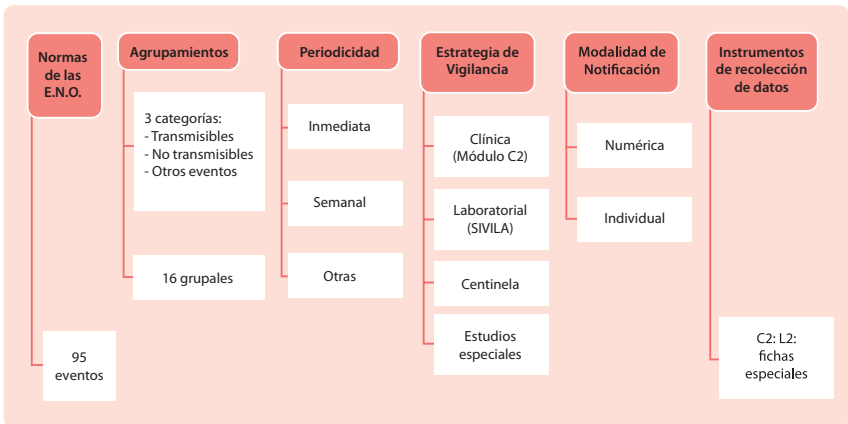 Normas
de las
E.N.O.
95
eventos
Agrupamientos
3 categorías:
- Transmisibles
- No transmisibles
- Otros eventos
16 grupales
Periodicidad
Inmediata
Semanal
Otras
Estrategia de
Vigilancia
Clínica
(Módulo C2)
Laboratorial
(SIVILA)
Centinela
Estudios
especiales
Modalidad de
Notificación
Numérica
Individual
Instrumentos
de recolección
de datos
C2: L2:
fichas
especiales